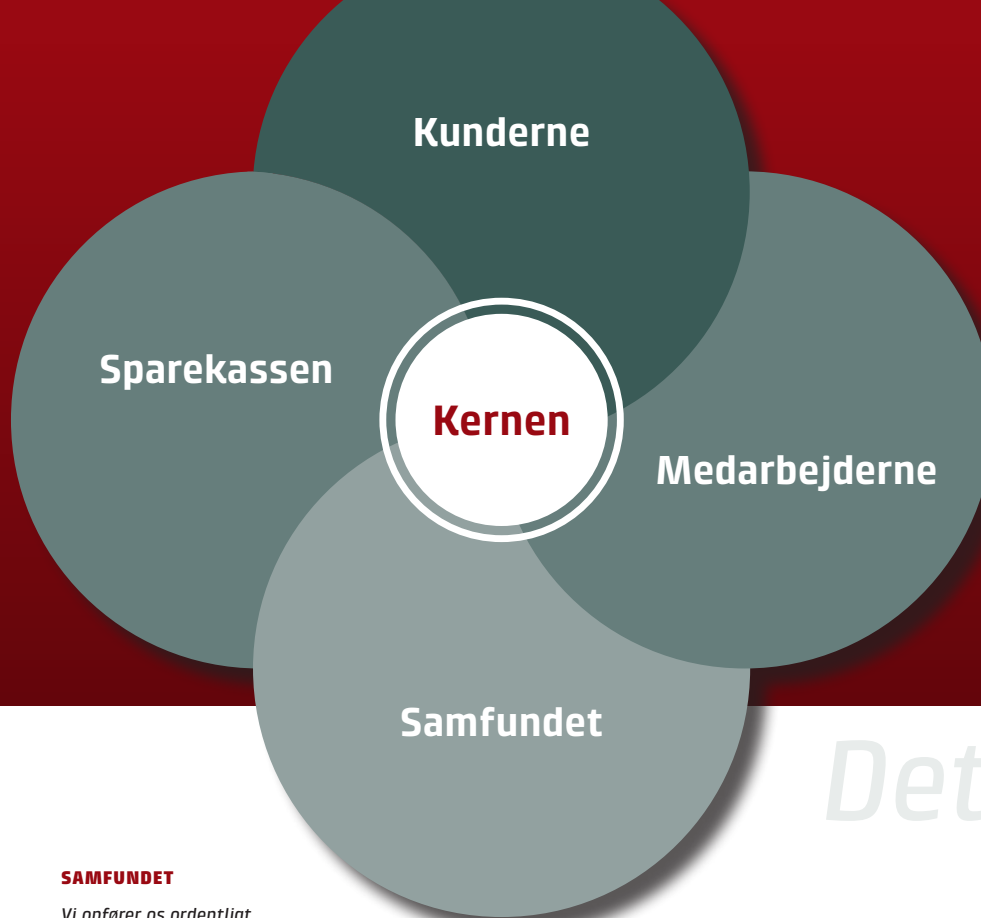 Kunderne
Sparekassen
Kernen
Medarbejderne
Samfundet
Det
SAMFUNDET
Vi opfører os ordentligt